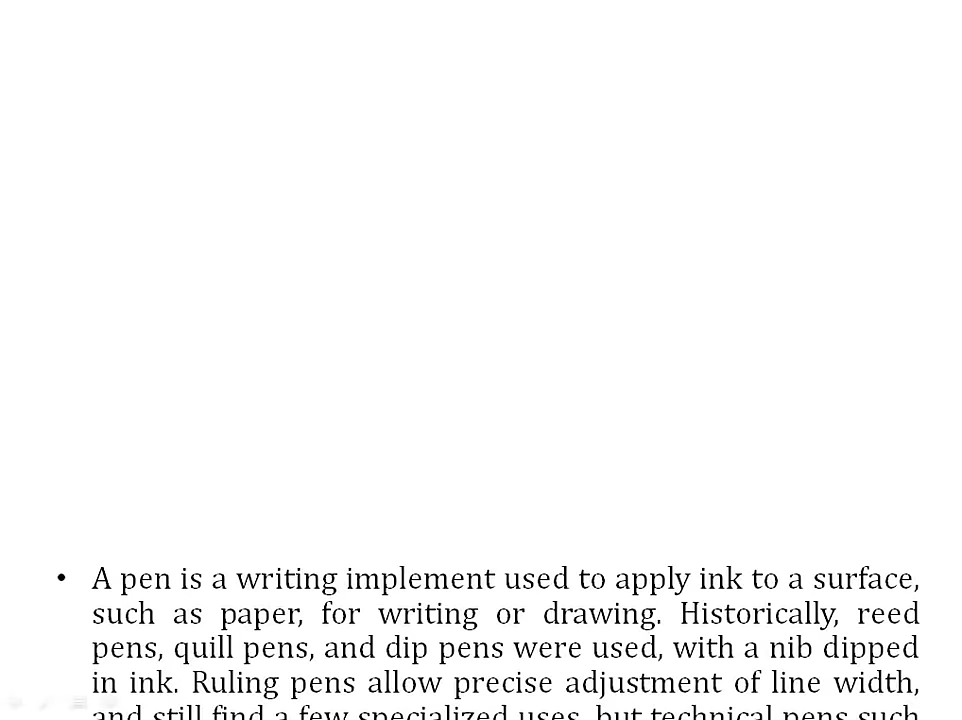 • A pen is a writing implement used to apply ink to a surface,
such as paper, for writing or drawing. Historically, reed
pens, quill pens, and dip pens were used, with a nib dipped
in ink. Ruling pens allow precise adjustment of line width,
and still find a few specialized uses, but technical pens such